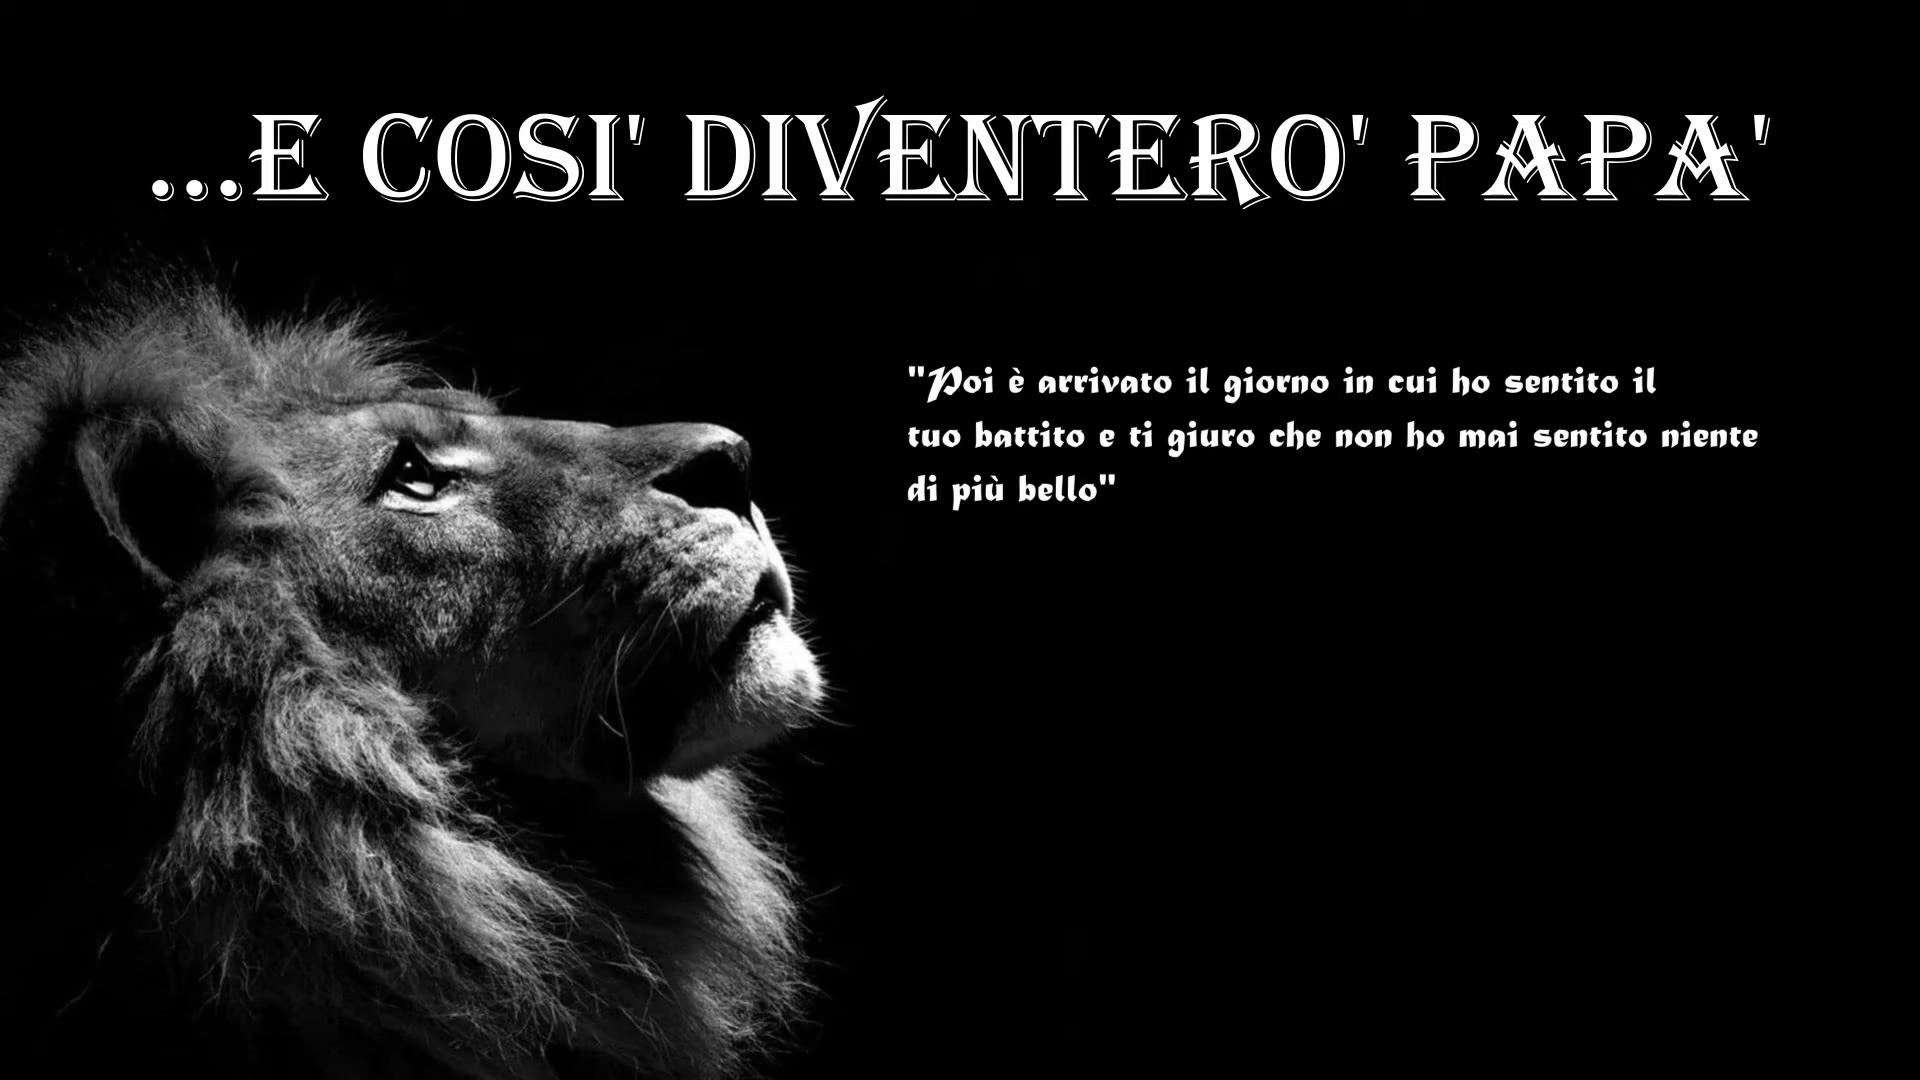 ...E COSI' DIVENTERO' PAPA'
"Poi è arrivato il giorno in cui ho sentito il
tuo battito e ti giuro che non ho mai sentito niente
di più bello"